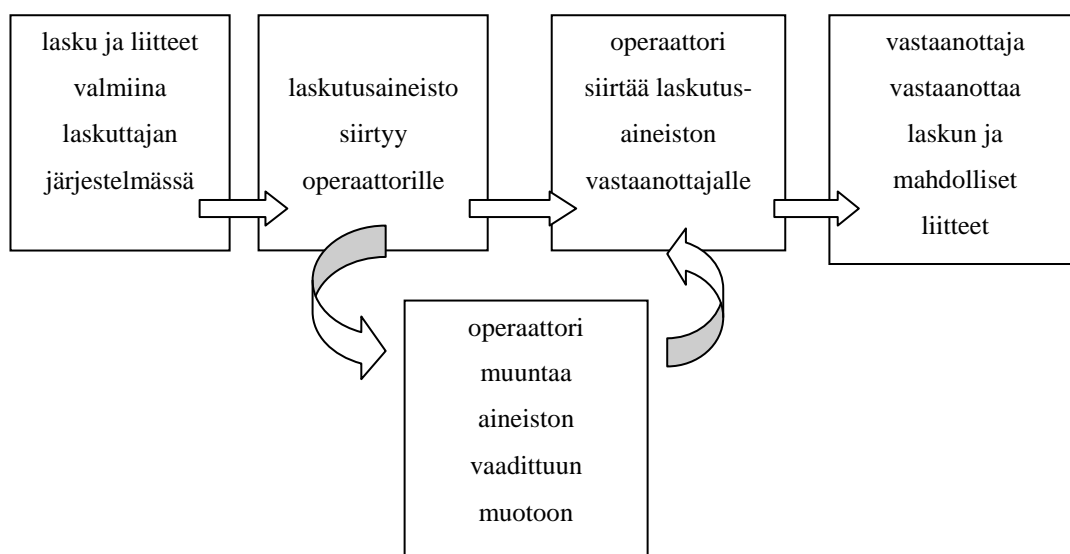 lasku ja liitteet
valmiina
laskuttajan
järjestelmässä
laskutusaineisto
siirtyy
operaattorille
operaattori
siirtää laskutus-
aineiston
vastaanottajalle
vastaanottaja
vastaanottaa
laskun ja
mahdolliset
liitteet
operaattori
muuntaa
aineiston
vaadittuun
muotoon